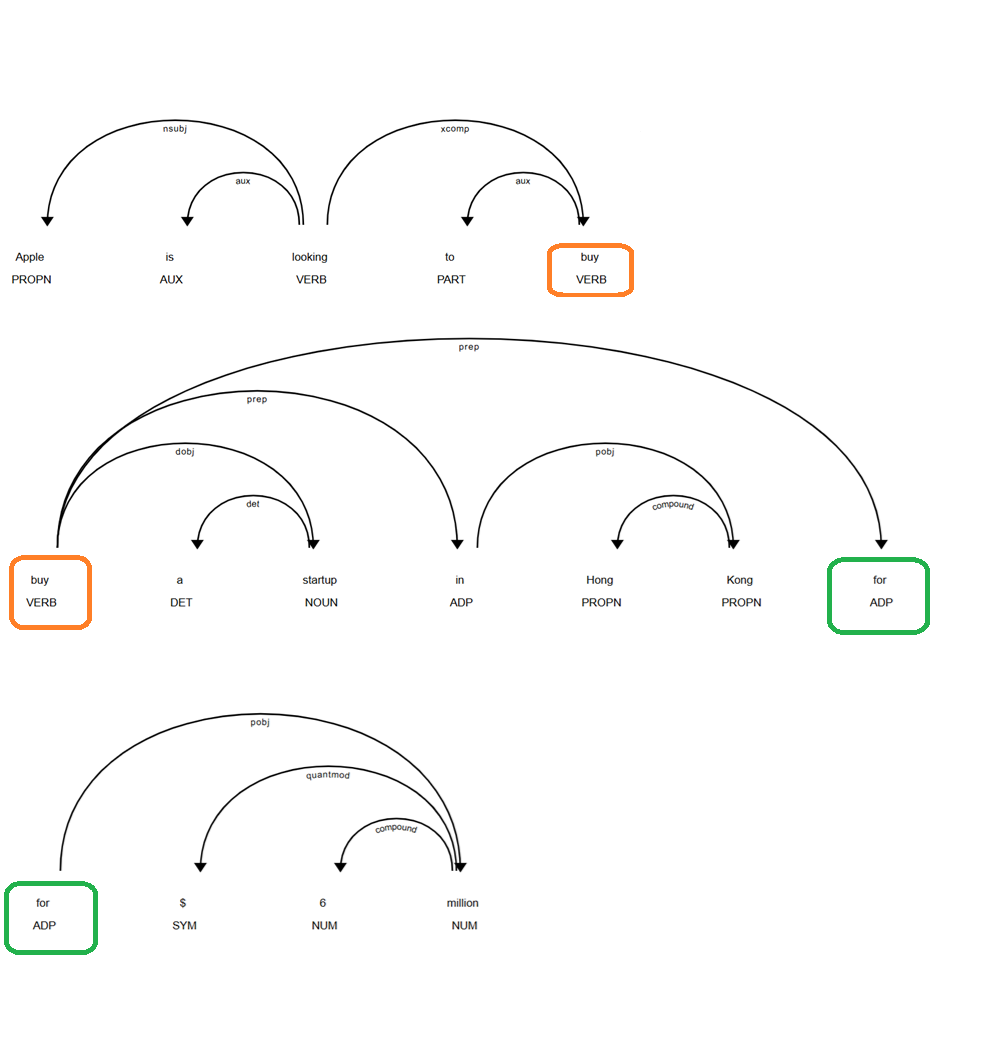 nsubj xcomp
aux aux
Apple is looking to buy
PROPN AUX VERB PART VERB
prep
prep
dobj pobj
det compound
buy a startup in Hong Kong for
VERB DET NOUN ADP PROPN PROPN ADP
pobj
quantmod
compound
for $ 6 million
ADP SYM NUM NUM